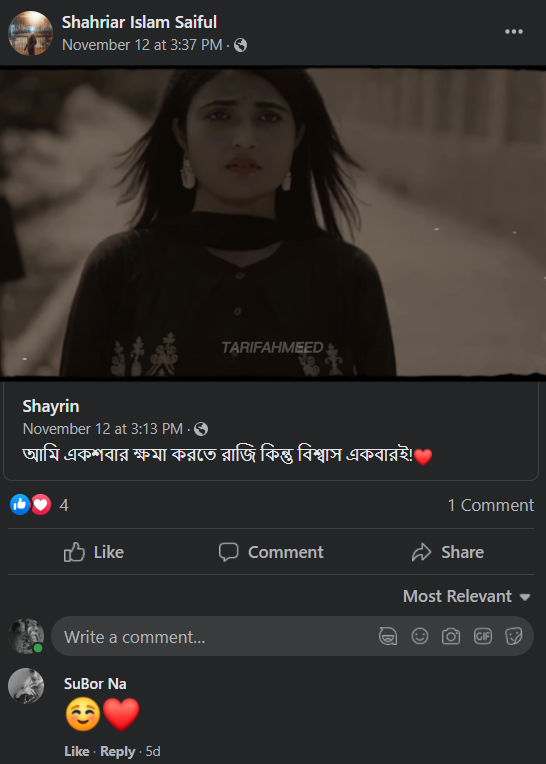 Shahriar Islam Saiful
November 12 at 3:37 PM ·
TARIFAHMEED
Shayrin
November 12 at 3:13 PM ·
আমি একশবার ক্ষমা করতে রাজি কিন্তু বিশ্বাস একবারই!❤️
4
1 Comment
Like
Comment
Share
Most Relevant
Write a comment...
GIF
SuBor Na
☺️❤️
Like · Reply · 5d